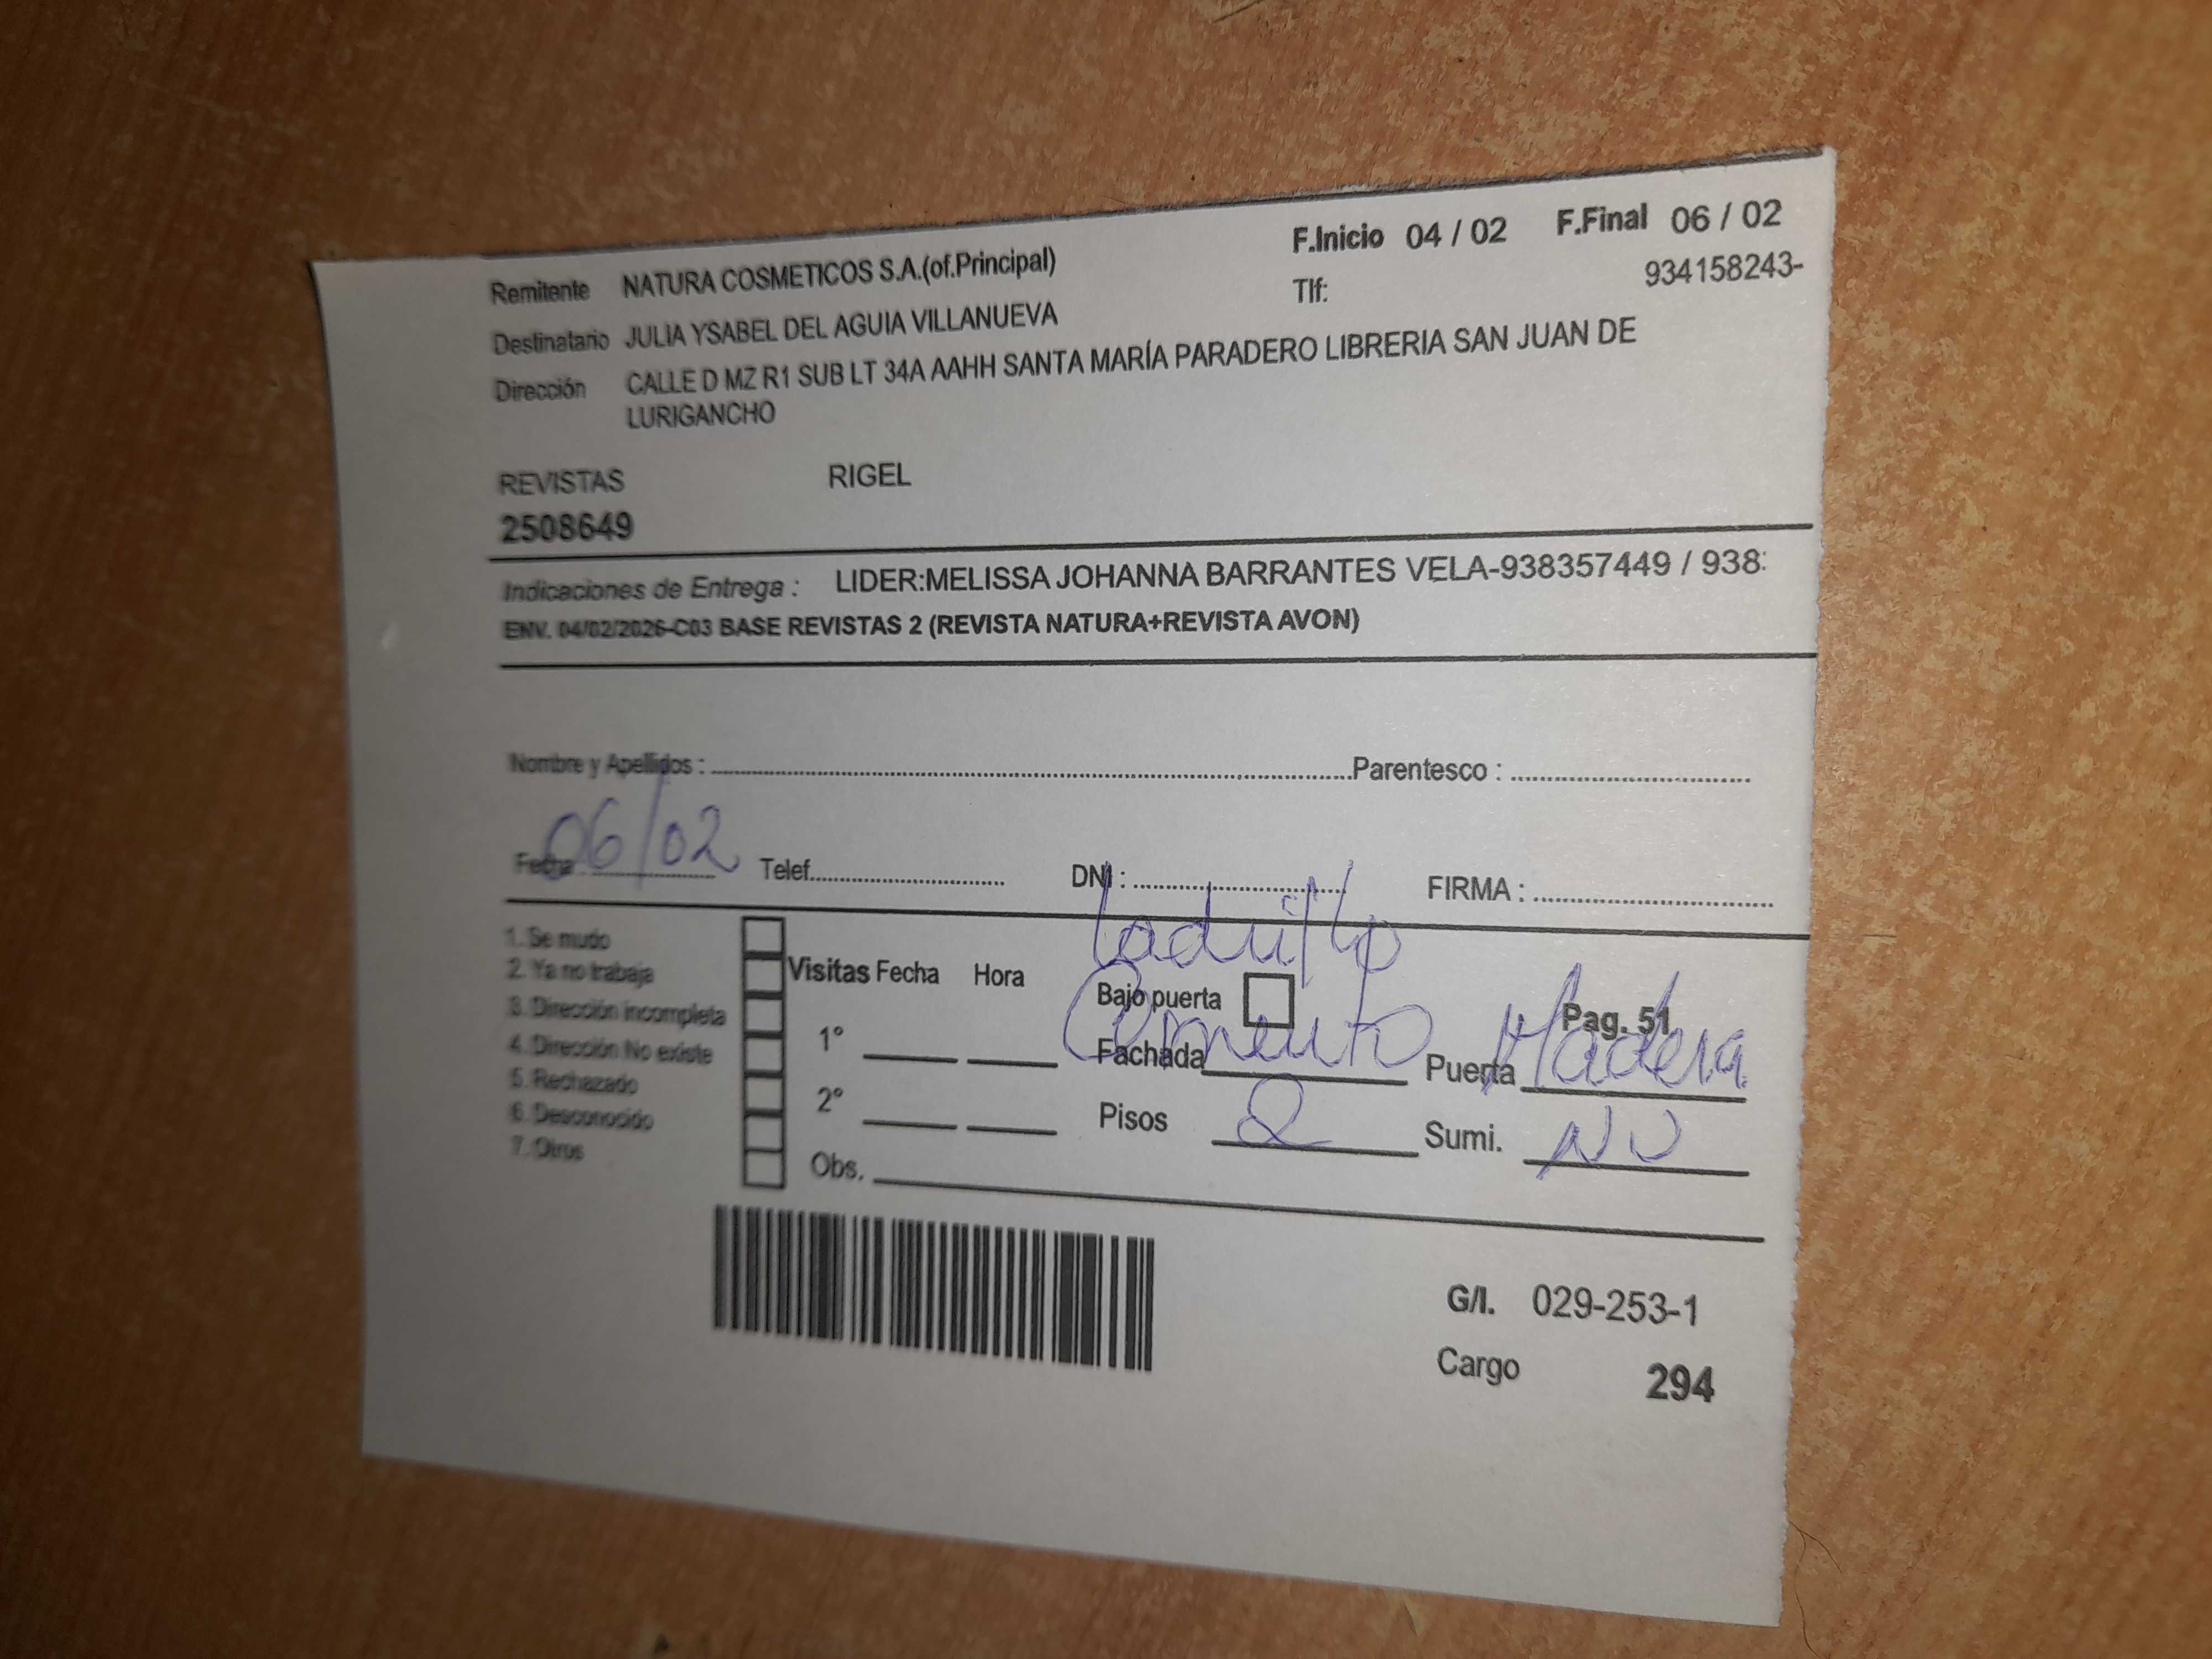 F.Inicio 04 / 02 F.Final 06 / 02
Remitente NATURA COSMETICOS S.A.(of.Principal) Tlf: 934158243-
Destinatario JULIA YSABEL DEL AGUIA VILLANUEVA
Dirección CALLE D MZ R1 SUB LT 34A AAHH SANTA MARÍA PARADERO LIBRERIA SAN JUAN DE
LURIGANCHO
REVISTAS RIGEL
2508649
Indicaciones de Entrega : LIDER:MELISSA JOHANNA BARRANTES VELA-938357449 / 938:
ENV. 04/02/2026-C03 BASE REVISTAS 2 (REVISTA NATURA+REVISTA AVON)
Nombre y Apellidos : Parentesco :
Fecha 06/02 Telef. DNI : FIRMA :
ladrillo
1. Se mudo
2. Ya no trabaja Visitas Fecha Hora Bajo puerta Pag. 51
3. Dirección incompleta
4. Dirección No existe 1° Fachada Cemento Puerta Madera
5. Rechazado
6. Desconocido 2° Pisos 2 Sumi. NO
7. Otros Obs.
G/I. 029-253-1
Cargo 294